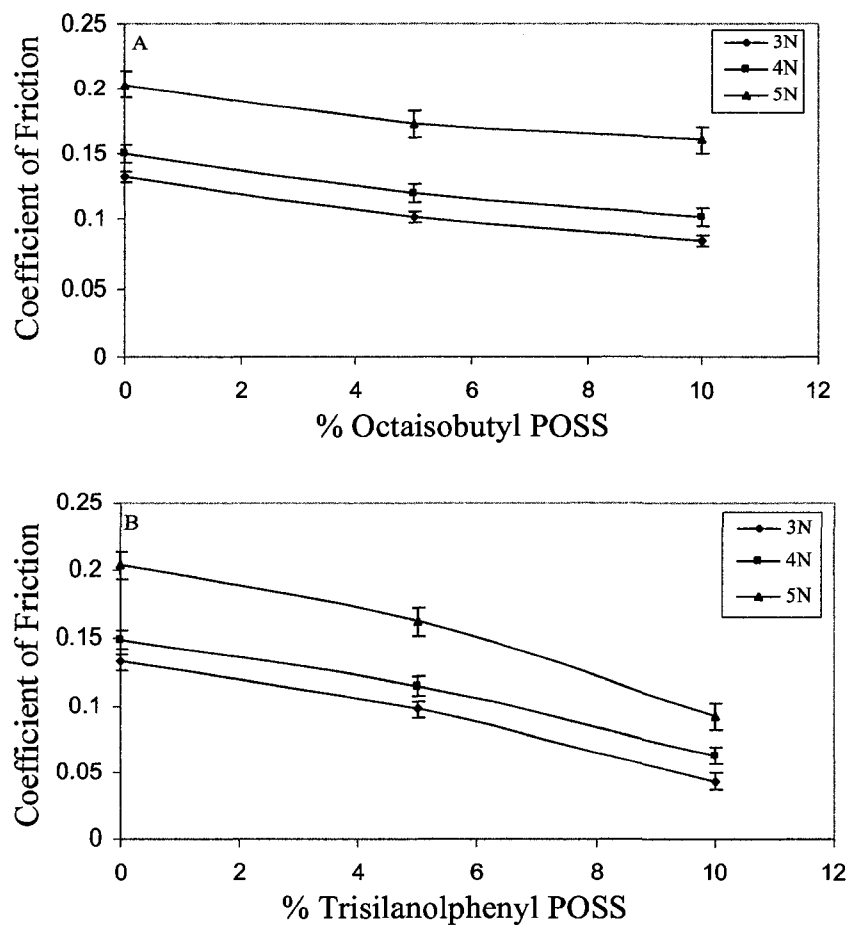 A
0.25
0.2
0.15
0.1
0.05
0
Coefficient of Friction
3N
4N
5N
0 2 4 6 8 10 12
% Octaisobutyl POSS
B
0.25
0.2
0.15
0.1
0.05
0
Coefficient of Friction
3N
4N
5N
0 2 4 6 8 10 12
% Trisilanolphenyl POSS